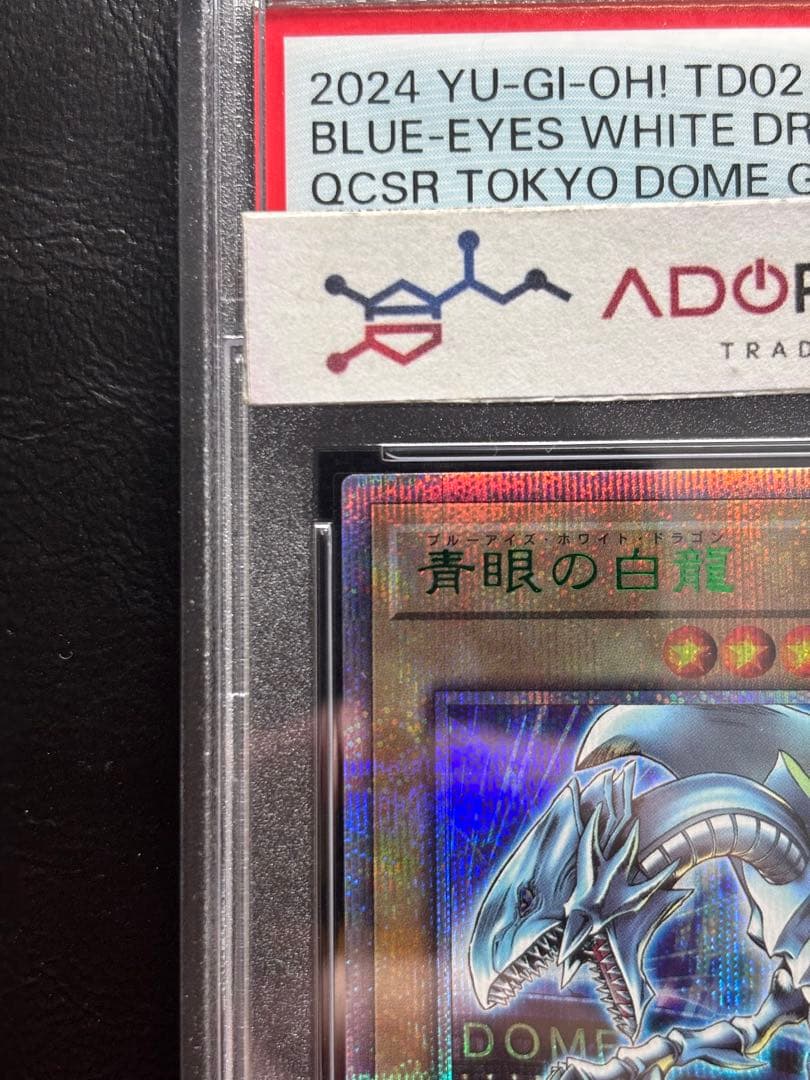 2024 YU-GI-OH! TD02
BLUE-EYES WHITE DR
QCSR TOKYO DOME G
ADO
TRAD
ブルーアイズ・ホワイト・ドラゴン
青眼の白龍
DOME